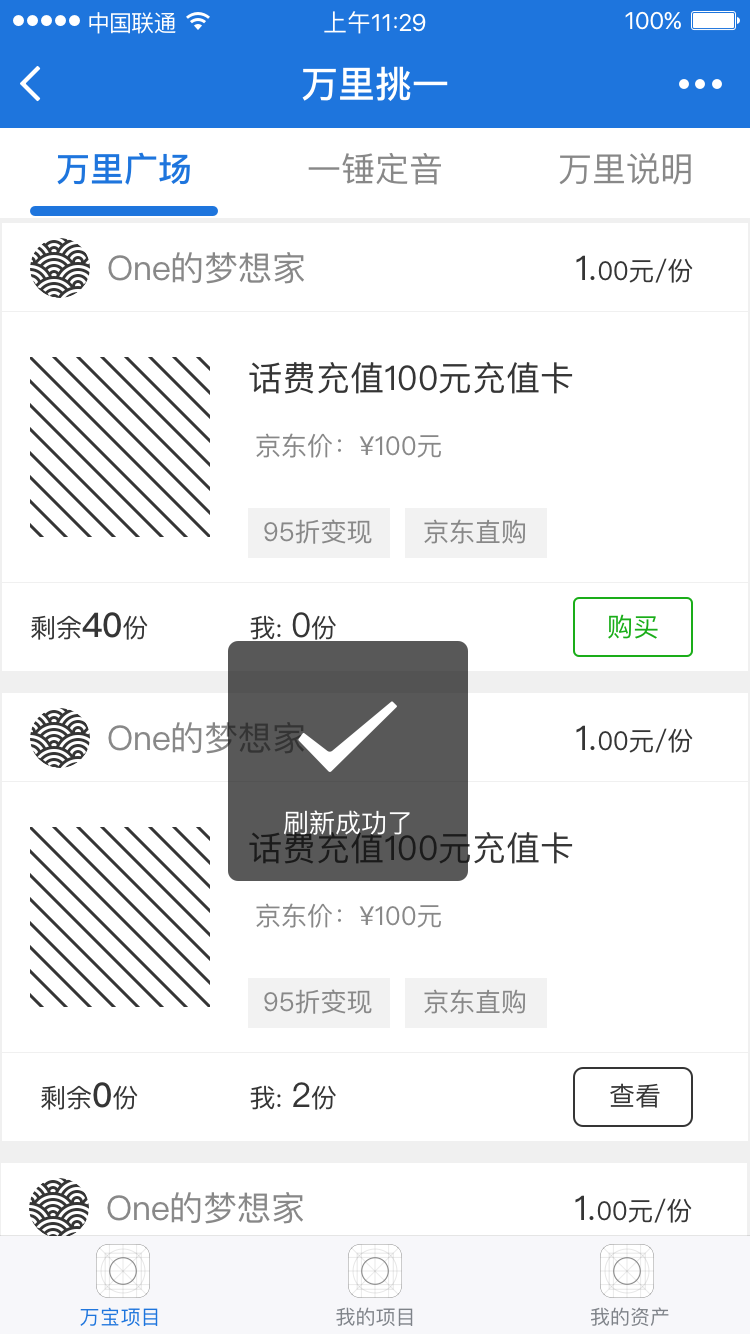 中国联通 上午11:29 100%
万里挑一
万里广场 一锤定音 万里说明
One的梦想家 1.00元/份
话费充值100元充值卡
京东价：¥100元
95折变现 京东直购
剩余40份 我: 0份 购买
One的梦想家 1.00元/份
刷新成功了
话费充值100元充值卡
京东价：¥100元
95折变现 京东直购
剩余0份 我: 2份 查看
One的梦想家 1.00元/份
万宝项目 我的项目 我的资产